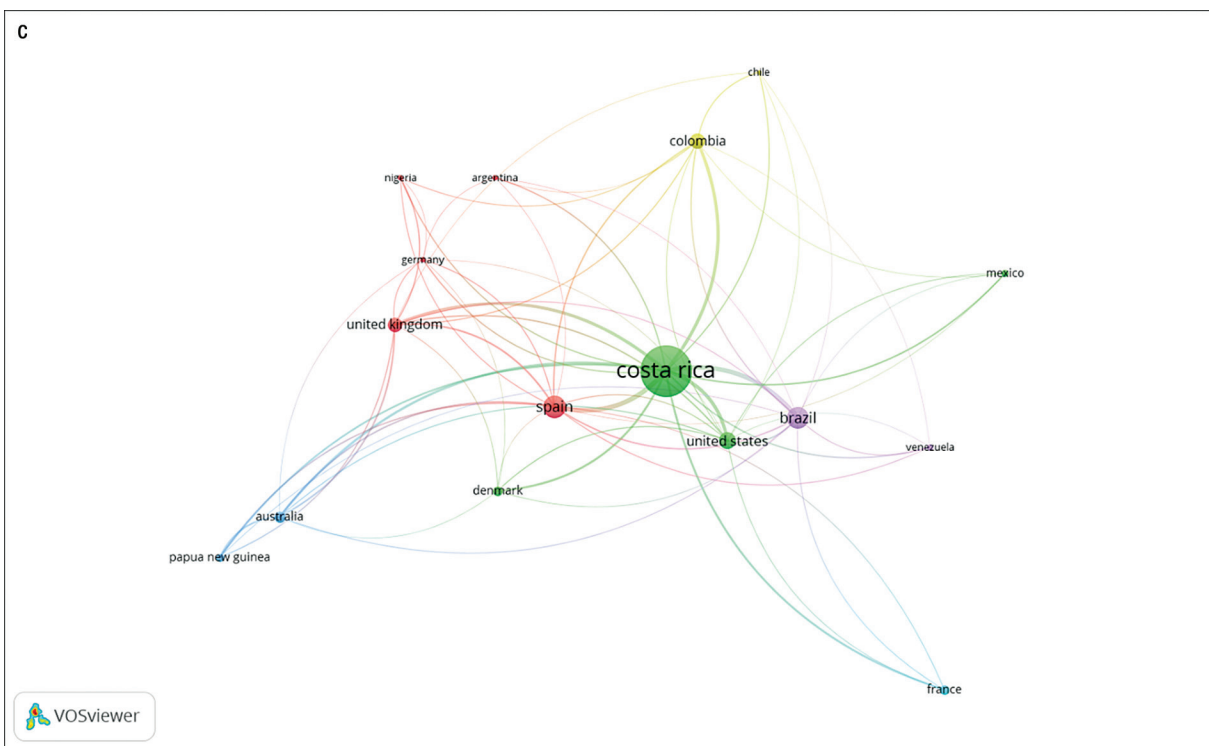 C
chile
colombia
nigeria
argentina
germany
mexico
united kingdom
costa rica
spain
brazil
united states
venezuela
denmark
australia
papua new guinea
france
VOSviewer